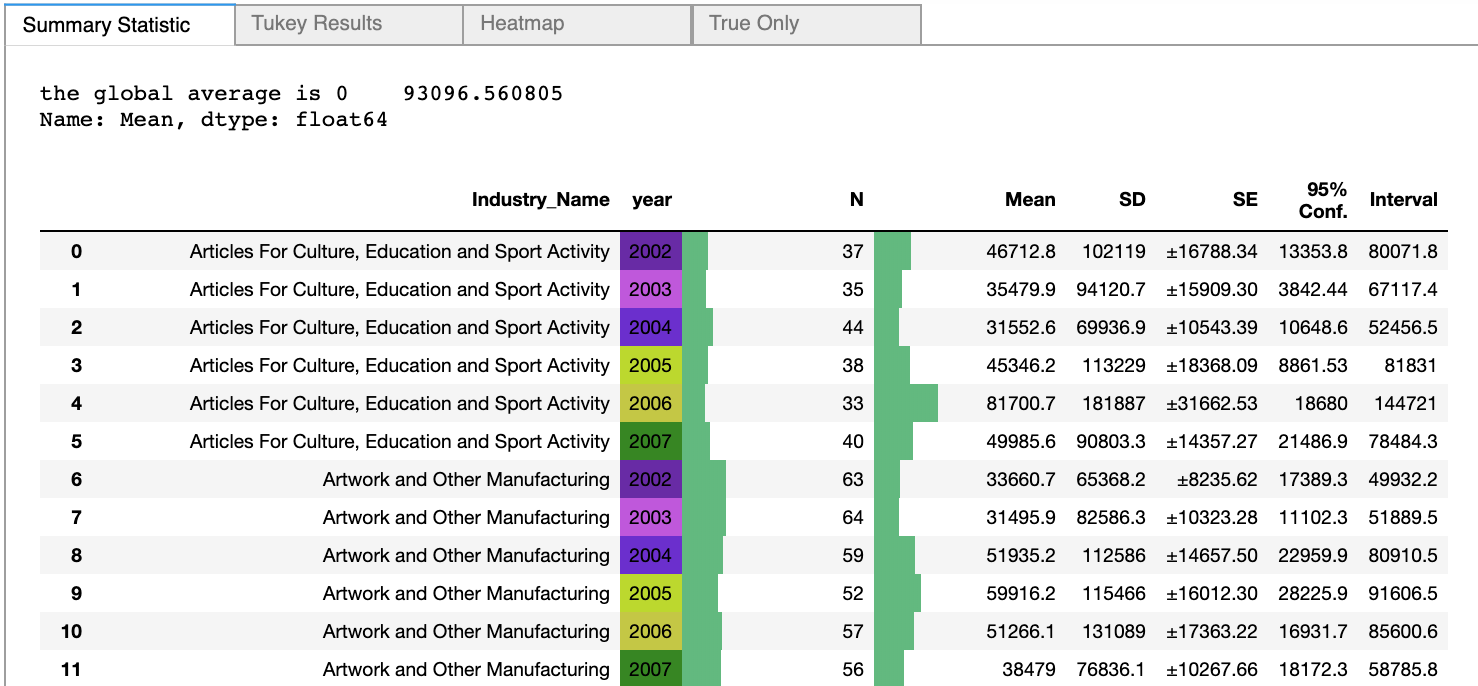 Summary Statistic Tukey Results Heatmap True Only
the global average is 0    93096.560805
Name: Mean, dtype: float64
Industry_Name year N Mean SD SE 95% Conf. Interval
0 Articles For Culture, Education and Sport Activity 2002 37 46712.8 102119 ±16788.34 13353.8 80071.8
1 Articles For Culture, Education and Sport Activity 2003 35 35479.9 94120.7 ±15909.30 3842.44 67117.4
2 Articles For Culture, Education and Sport Activity 2004 44 31552.6 69936.9 ±10543.39 10648.6 52456.5
3 Articles For Culture, Education and Sport Activity 2005 38 45346.2 113229 ±18368.09 8861.53 81831
4 Articles For Culture, Education and Sport Activity 2006 33 81700.7 181887 ±31662.53 18680 144721
5 Articles For Culture, Education and Sport Activity 2007 40 49985.6 90803.3 ±14357.27 21486.9 78484.3
6 Artwork and Other Manufacturing 2002 63 33660.7 65368.2 ±8235.62 17389.3 49932.2
7 Artwork and Other Manufacturing 2003 64 31495.9 82586.3 ±10323.28 11102.3 51889.5
8 Artwork and Other Manufacturing 2004 59 51935.2 112586 ±14657.50 22959.9 80910.5
9 Artwork and Other Manufacturing 2005 52 59916.2 115466 ±16012.30 28225.9 91606.5
10 Artwork and Other Manufacturing 2006 57 51266.1 131089 ±17363.22 16931.7 85600.6
11 Artwork and Other Manufacturing 2007 56 38479 76836.1 ±10267.66 18172.3 58785.8